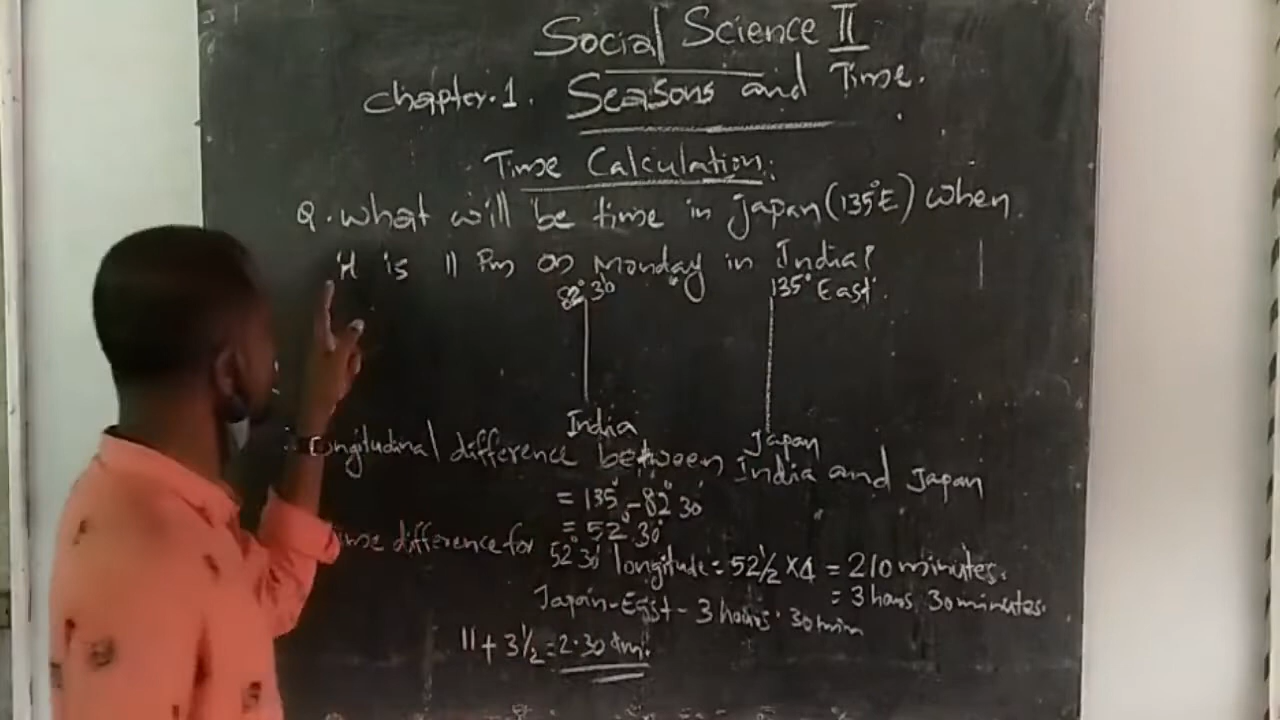 Social Science II
Chapter.1. Seasons and Time.
Time Calculation:
Q. What will be time in Japan (135°E) when
it is 11 Pm on Monday in India?
82°30' 135° East.
India Japan
Longitudinal difference between India and Japan
= 135° - 82°30'
= 52°30'
Time difference for
52°30' longitude = 52½ × 4 = 210 minutes.
= 3 hours 30 minutes.
Japan-East - 3 hours. 30 min
11 + 3½ = 2.30 Am.